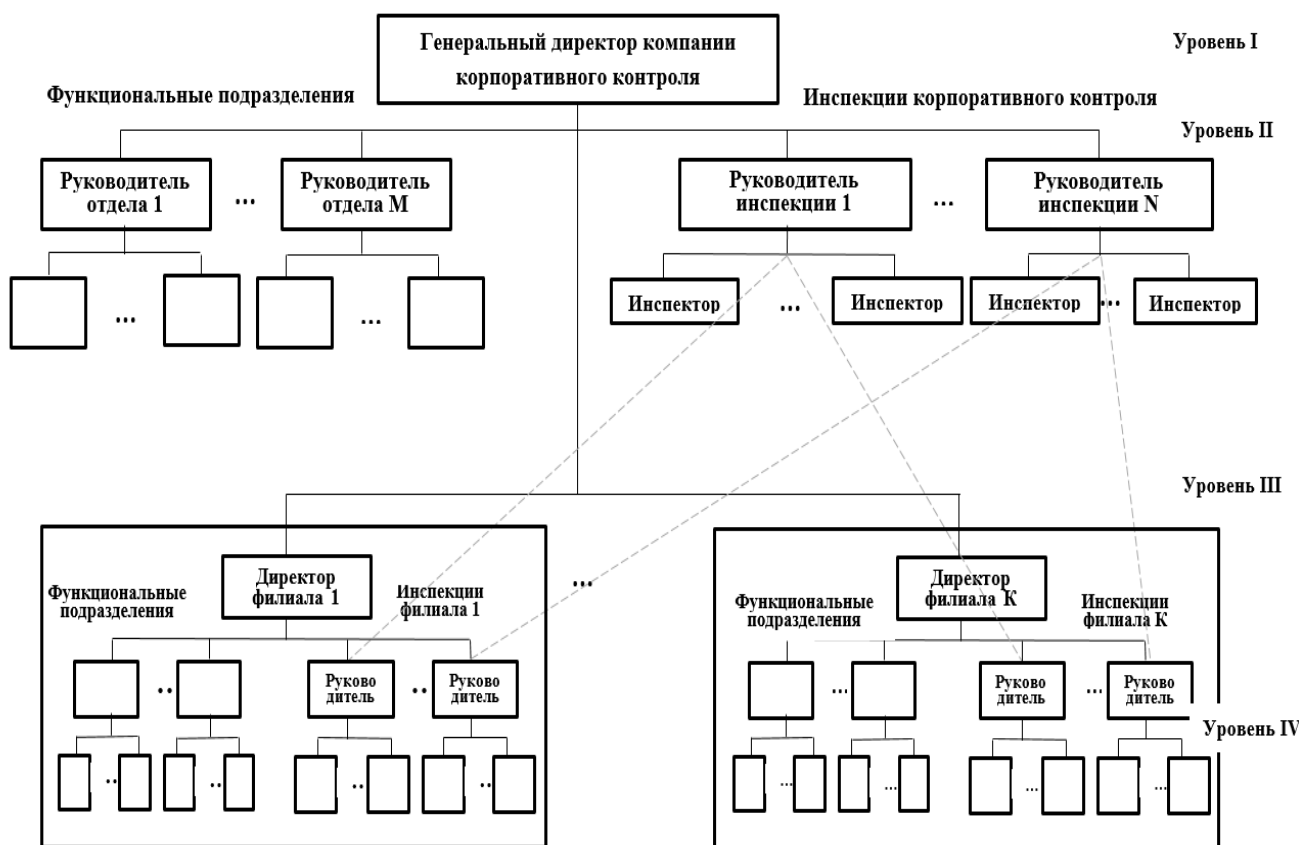 Генеральный директор компании
корпоративного контроля
Уровень I
Функциональные подразделения
Инспекции корпоративного контроля
Уровень II
Руководитель
отдела 1
...
Руководитель
отдела M
Руководитель
инспекции 1
...
Руководитель
инспекции N
...
...
Инспектор
...
Инспектор
Инспектор
...
Инспектор
Уровень III
Директор
филиала 1
Функциональные
подразделения
Инспекции
филиала 1
...
Директор
филиала К
Функциональные
подразделения
Инспекции
филиала К
..
Руково
дитель
..
Руково
дитель
...
Руково
дитель
...
Руково
дитель
Уровень IV
..
..
..
..
...
...
...
...